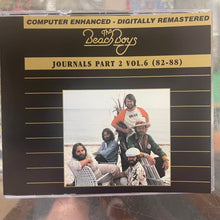 COMPUTER ENHANCED - DIGITALLY REMASTERED
the
Beach Boys
JOURNALS PART 2 VOL.6 (82-88)